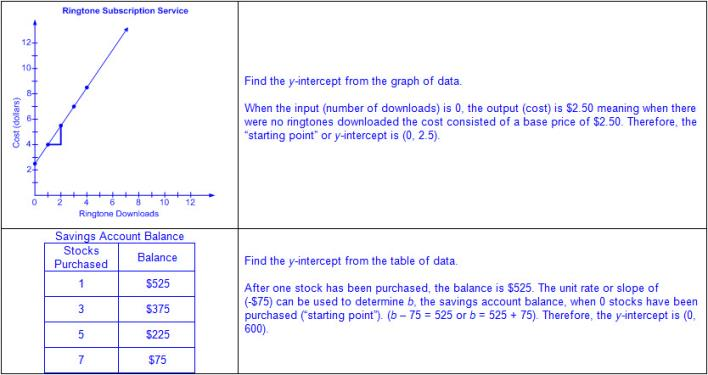 Ringtone Subscription Service
12
10
8
6
4
2
Cost (dollars)
0 2 4 6 8 10 12
Ringtone Downloads
Find the y-intercept from the graph of data.
When the input (number of downloads) is 0, the output (cost) is $2.50 meaning when there
were no ringtones downloaded the cost consisted of a base price of $2.50. Therefore, the
“starting point” or y-intercept is (0, 2.5).
Savings Account Balance
Stocks
Purchased
Balance
1 $525
3 $375
5 $225
7 $75
Find the y-intercept from the table of data.
After one stock has been purchased, the balance is $525. The unit rate or slope of
(-$75) can be used to determine b, the savings account balance, when 0 stocks have been
purchased (“starting point”). (b – 75 = 525 or b = 525 + 75). Therefore, the y-intercept is (0,
600).